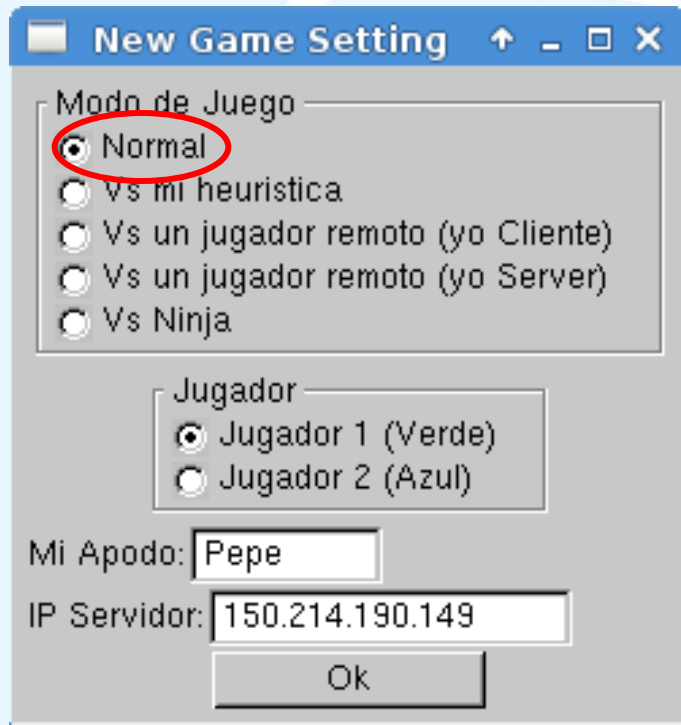 New Game Setting
Modo de Juego
Normal
Vs mi heuristica
Vs un jugador remoto (yo Cliente)
Vs un jugador remoto (yo Server)
Vs Ninja
Jugador
Jugador 1 (Verde)
Jugador 2 (Azul)
Mi Apodo: Pepe
IP Servidor: 150.214.190.149
Ok